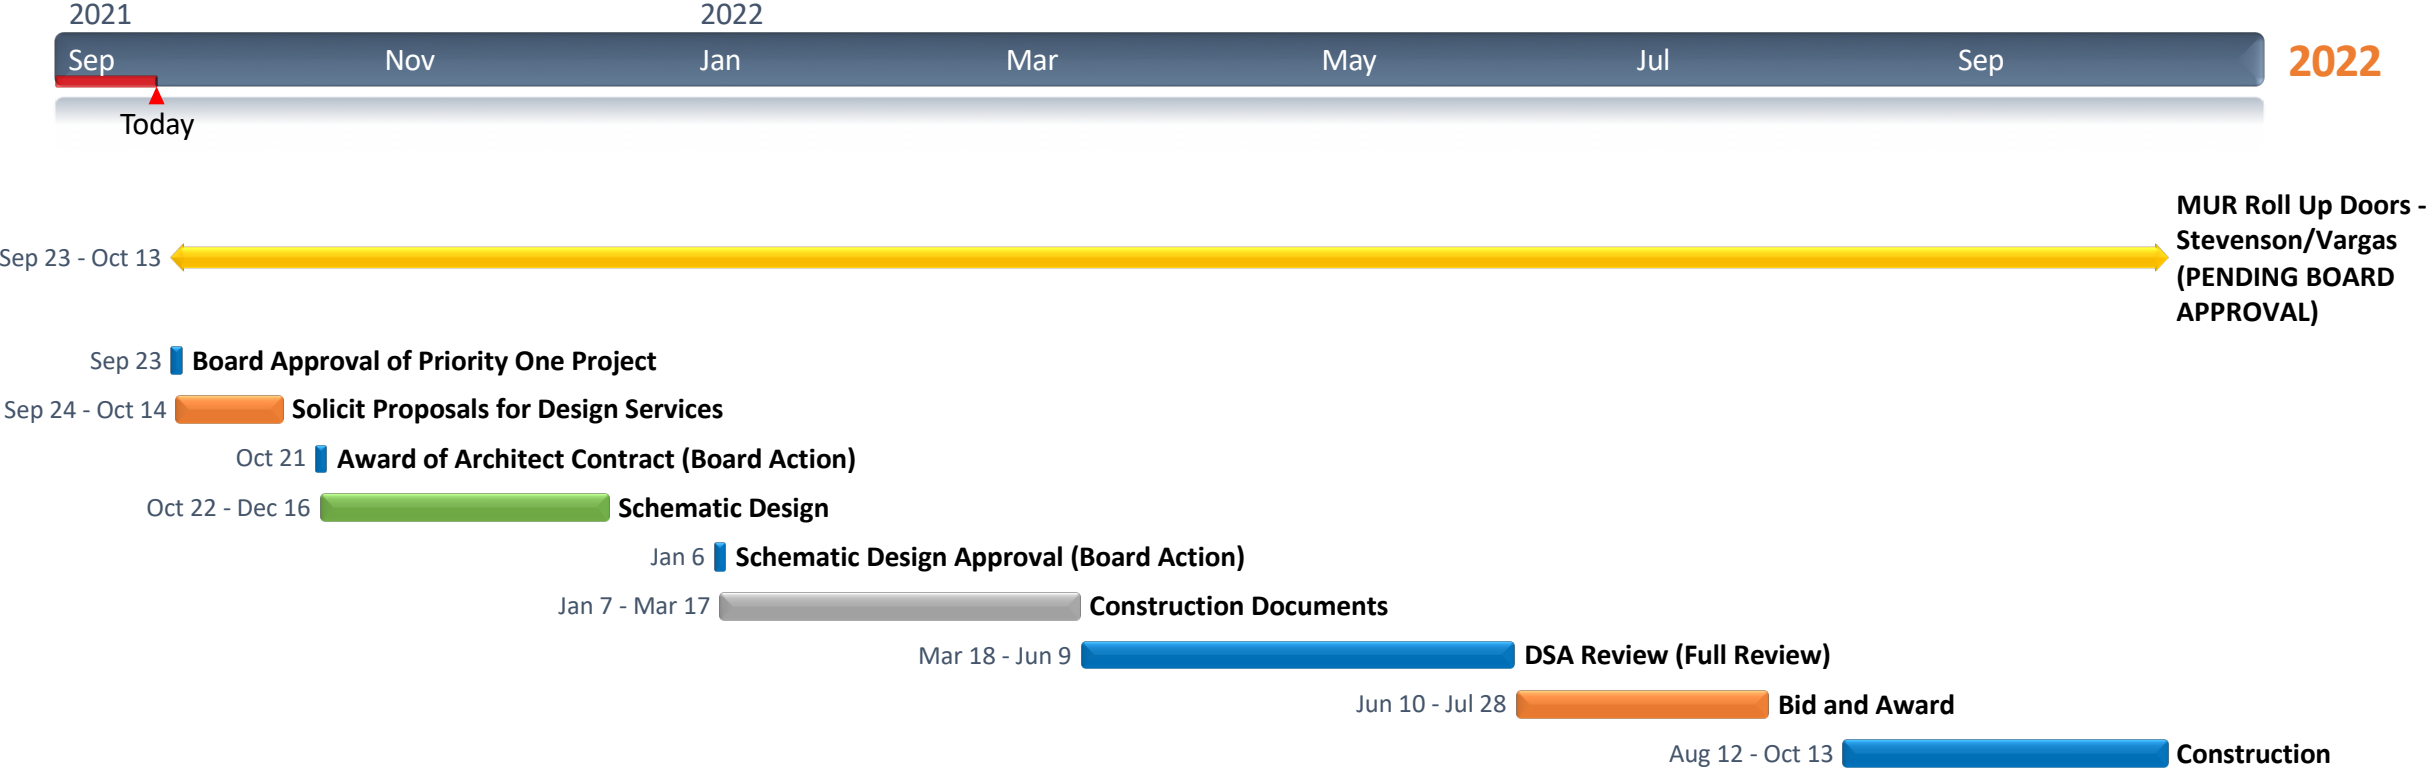 2021 2022
Sep Nov Jan Mar May Jul Sep 2022
Today
Sep 23 - Oct 13
MUR Roll Up Doors -
Stevenson/Vargas
(PENDING BOARD
APPROVAL)
Sep 23 Board Approval of Priority One Project
Sep 24 - Oct 14 Solicit Proposals for Design Services
Oct 21 Award of Architect Contract (Board Action)
Oct 22 - Dec 16 Schematic Design
Jan 6 Schematic Design Approval (Board Action)
Jan 7 - Mar 17 Construction Documents
Mar 18 - Jun 9 DSA Review (Full Review)
Jun 10 - Jul 28 Bid and Award
Aug 12 - Oct 13 Construction